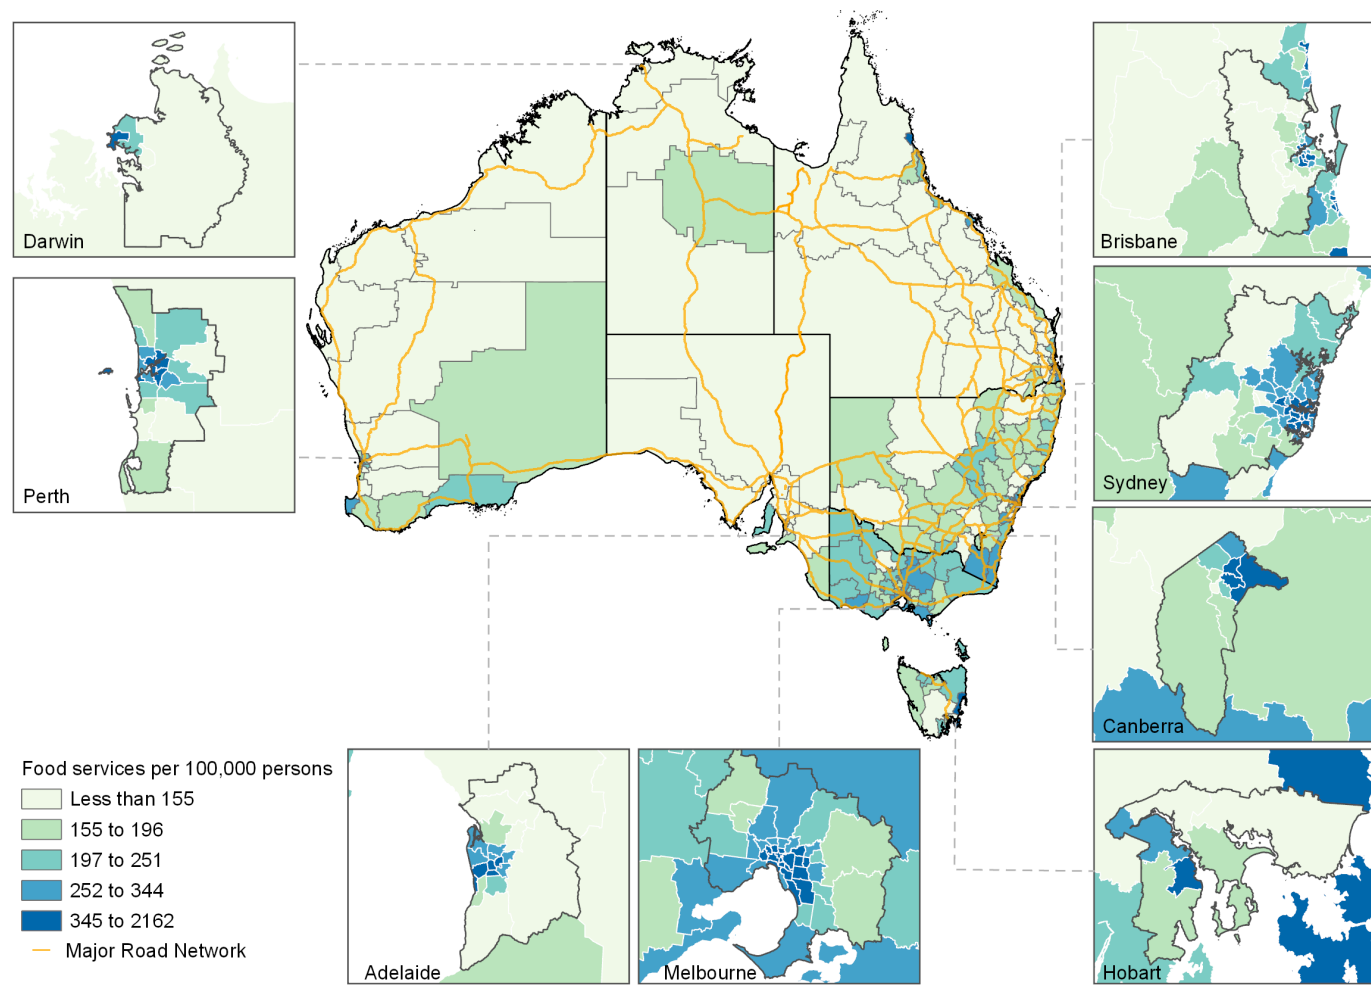 Darwin
Brisbane
Perth
Sydney
Canberra
Food services per 100,000 persons
Less than 155
155 to 196
197 to 251
252 to 344
345 to 2162
Major Road Network
Adelaide
Melbourne
Hobart